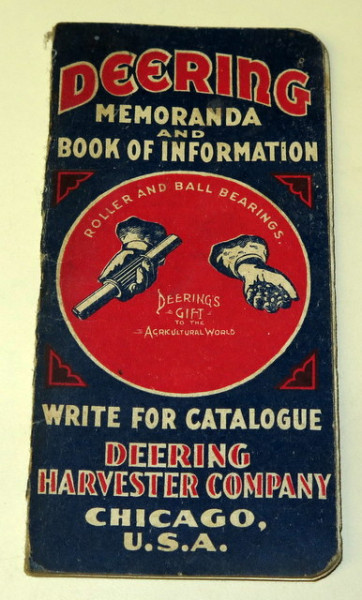 DEERING
MEMORANDA
AND
BOOK OF INFORMATION
ROLLER AND BALL BEARINGS.
DEERING'S
GIFT
TO THE
AGRICULTURAL WORLD
WRITE FOR CATALOGUE
DEERING
HARVESTER COMPANY
CHICAGO,
U.S.A.